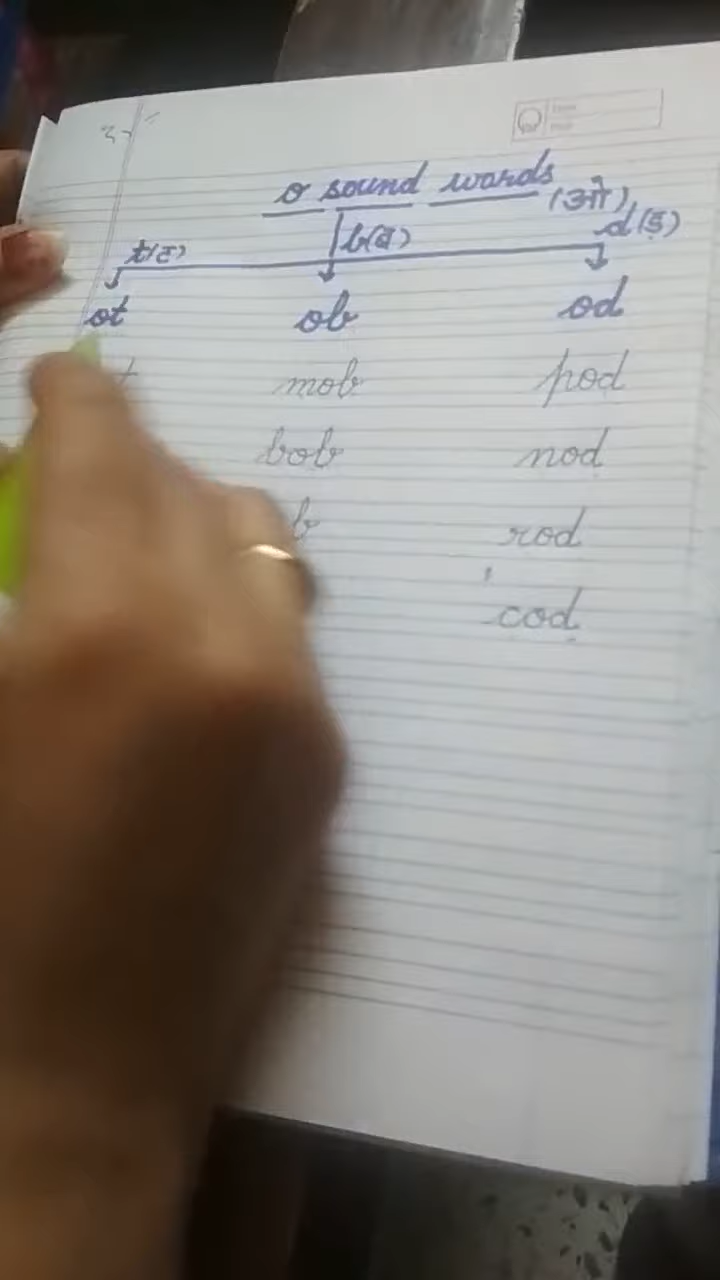 o sound words (ऑ)
t(ट) b(ब) d(ड)
ot ob od
mob pod
bob nod
rod
cod